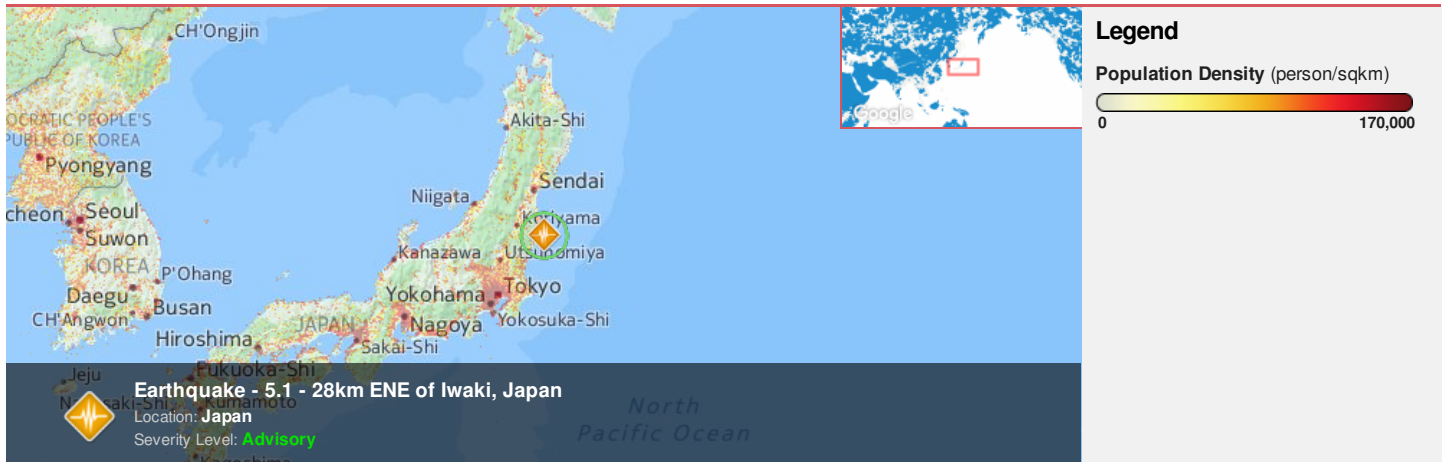 CH'Ongjin
OCRATIC PEOPLE'S
PUBLIC OF KOREA
Pyongyang
cheon
Seoul
Suwon
KOREA
P'Ohang
Daegu
Busan
CH'Angwon
Hiroshima
Jeju
Fukuoka-Shi
Kumamoto
Akita-Shi
Sendai
Niigata
Koriyama
Kanazawa
Utsunomiya
Tokyo
Yokohama
JAPAN
Nagoya
Yokosuka-Shi
Sakai-Shi
North
Pacific Ocean
Google
Earthquake - 5.1 - 28km ENE of Iwaki, Japan
Location: Japan
Severity Level: Advisory
Legend
Population Density (person/sqkm)
0 170,000